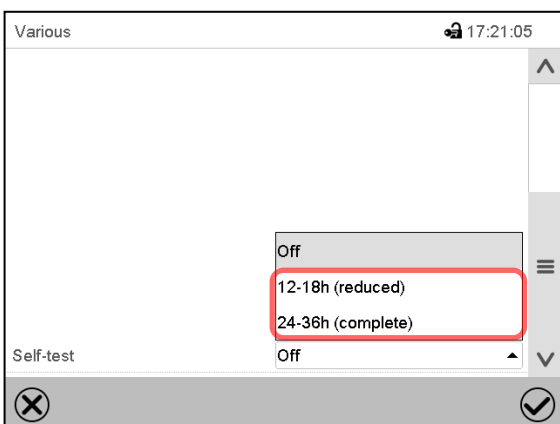 Various 17:21:05
Off
12-18h (reduced)
24-36h (complete)
Self-test Off